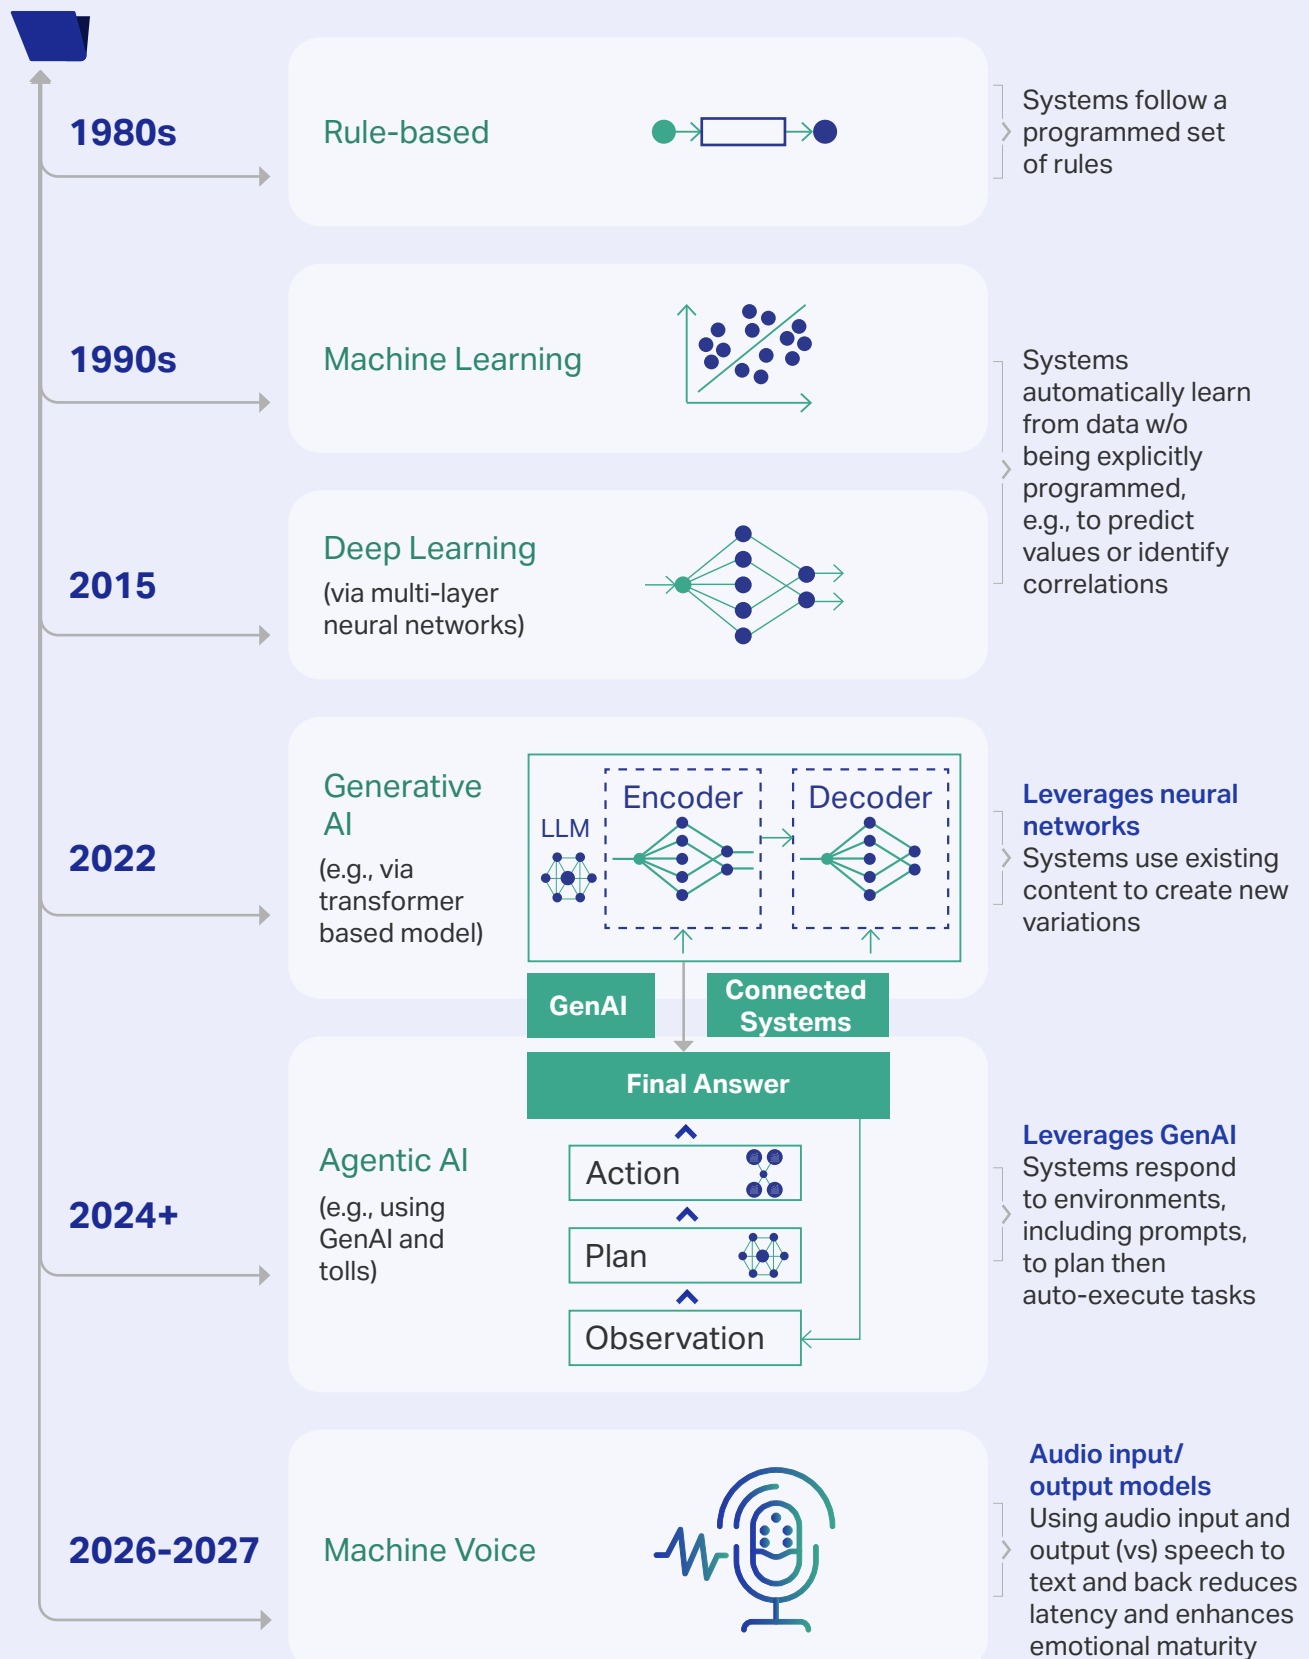 1980s
Rule-based
Systems follow a
programmed set
of rules
1990s
Machine Learning
2015
Deep Learning
(via multi-layer
neural networks)
Systems
automatically learn
from data w/o
being explicitly
programmed,
e.g., to predict
values or identify
correlations
2022
Generative
AI
(e.g., via
transformer
based model)
LLM
Encoder
Decoder
Leverages neural
networks
Systems use existing
content to create new
variations
GenAI
Connected
Systems
Final Answer
2024+
Agentic AI
(e.g., using
GenAI and
tolls)
Action
Plan
Observation
Leverages GenAI
Systems respond
to environments,
including prompts,
to plan then
auto-execute tasks
2026-2027
Machine Voice
Audio input/
output models
Using audio input and
output (vs) speech to
text and back reduces
latency and enhances
emotional maturity